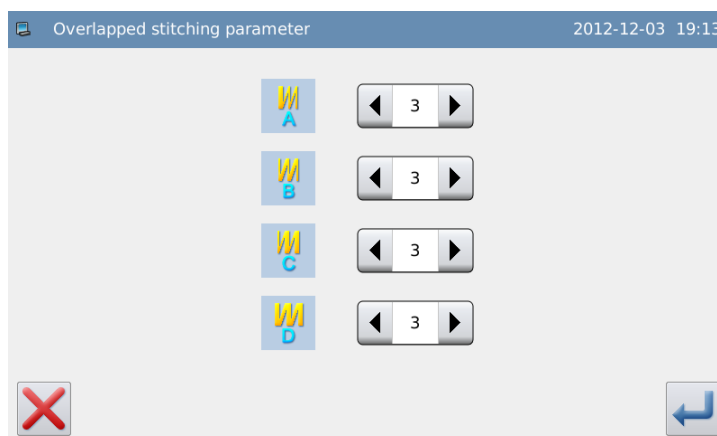 Overlapped stitching parameter 2012-12-03 19:13
A 3
B 3
C 3
D 3